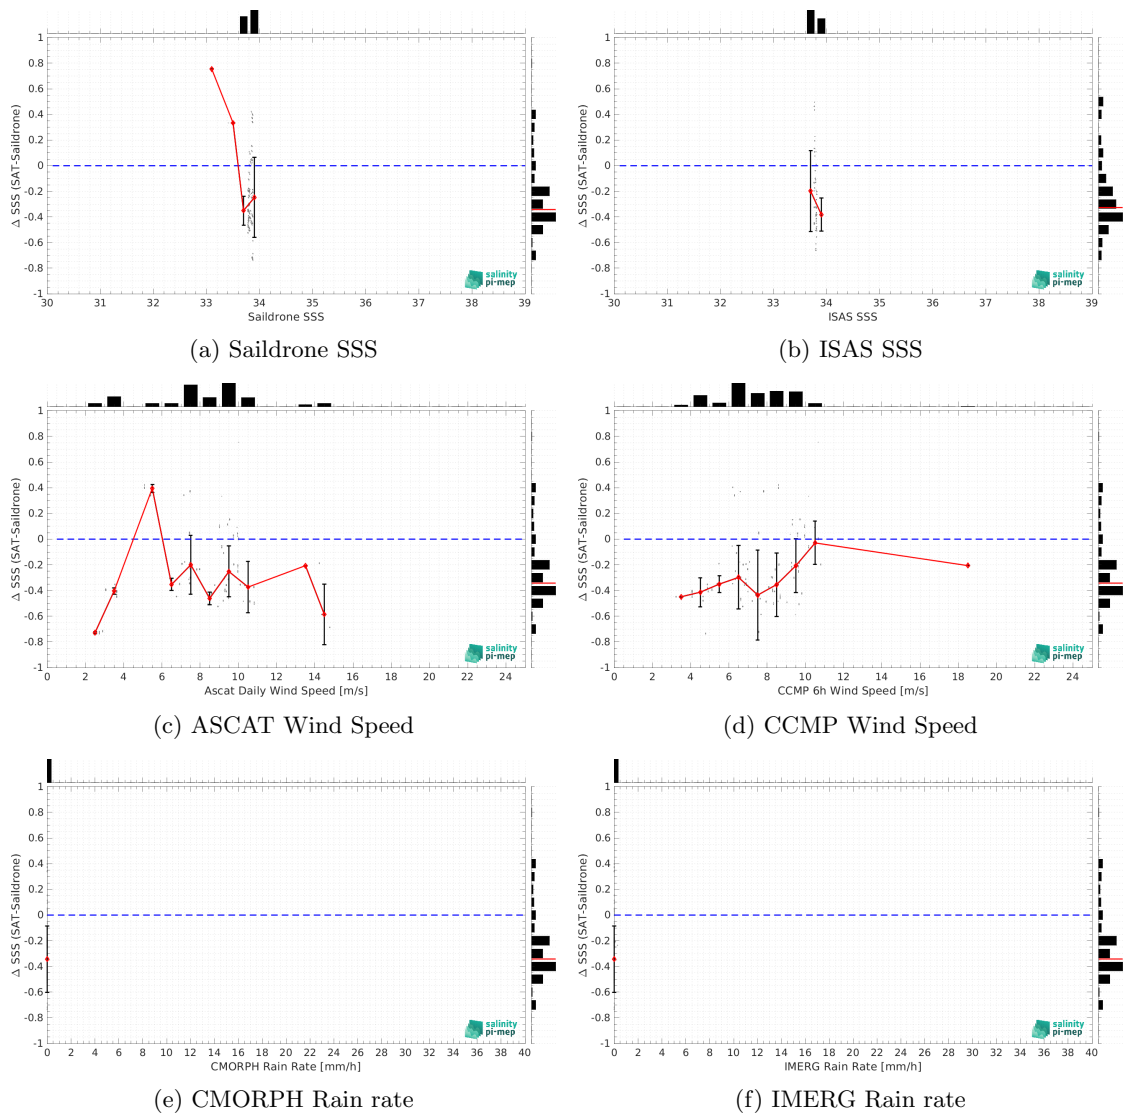 1
0.8
0.6
0.4
0.2
0
-0.2
-0.4
-0.6
-0.8
-1
Δ SSS (SAT-Saildrone)
30 31 32 33 34 35 36 37 38 39
Saildrone SSS
salinity
pi-mep
(a) Saildrone SSS
1
0.8
0.6
0.4
0.2
0
-0.2
-0.4
-0.6
-0.8
-1
Δ SSS (SAT-Saildrone)
30 31 32 33 34 35 36 37 38 39
ISAS SSS
salinity
pi-mep
(b) ISAS SSS
1
0.8
0.6
0.4
0.2
0
-0.2
-0.4
-0.6
-0.8
-1
Δ SSS (SAT-Saildrone)
0 2 4 6 8 10 12 14 16 18 20 22 24
Ascat Daily Wind Speed [m/s]
salinity
pi-mep
(c) ASCAT Wind Speed
1
0.8
0.6
0.4
0.2
0
-0.2
-0.4
-0.6
-0.8
-1
Δ SSS (SAT-Saildrone)
0 2 4 6 8 10 12 14 16 18 20 22 24
CCMP 6h Wind Speed [m/s]
salinity
pi-mep
(d) CCMP Wind Speed
1
0.8
0.6
0.4
0.2
0
-0.2
-0.4
-0.6
-0.8
-1
Δ SSS (SAT-Saildrone)
0 2 4 6 8 10 12 14 16 18 20 22 24 26 28 30 32 34 36 38 40
CMORPH Rain Rate [mm/h]
salinity
pi-mep
(e) CMORPH Rain rate
1
0.8
0.6
0.4
0.2
0
-0.2
-0.4
-0.6
-0.8
-1
Δ SSS (SAT-Saildrone)
0 2 4 6 8 10 12 14 16 18 20 22 24 26 28 30 32 34 36 38 40
IMERG Rain Rate [mm/h]
salinity
pi-mep
(f) IMERG Rain rate